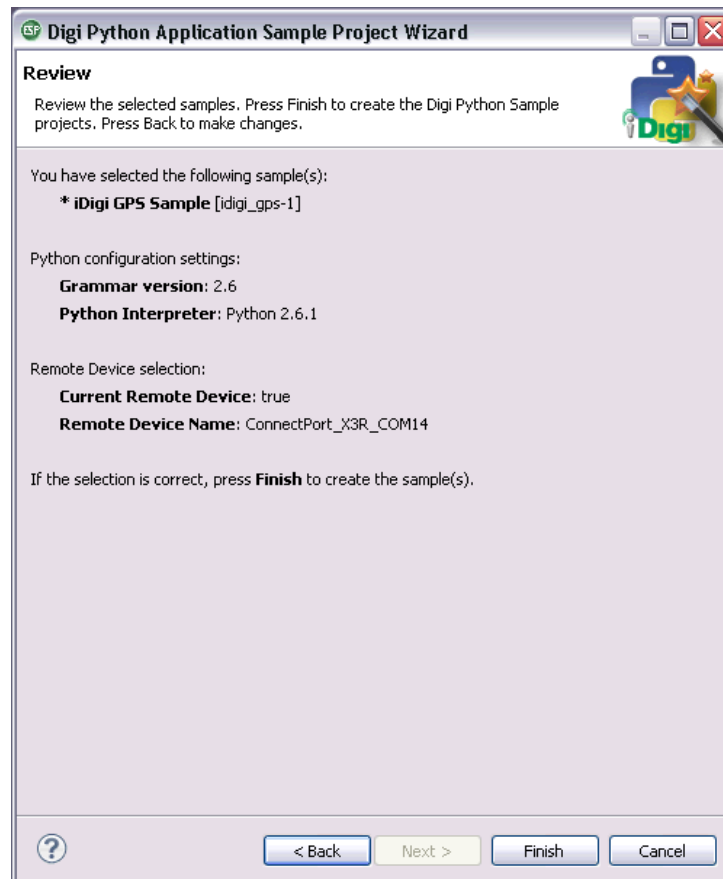 ESP Digi Python Application Sample Project Wizard
Review
Review the selected samples. Press Finish to create the Digi Python Sample
projects. Press Back to make changes.
iDigi
You have selected the following sample(s):
* iDigi GPS Sample [idigi_gps-1]
Python configuration settings:
Grammar version: 2.6
Python Interpreter: Python 2.6.1
Remote Device selection:
Current Remote Device: true
Remote Device Name: ConnectPort_X3R_COM14
If the selection is correct, press Finish to create the sample(s).
? < Back Next > Finish Cancel